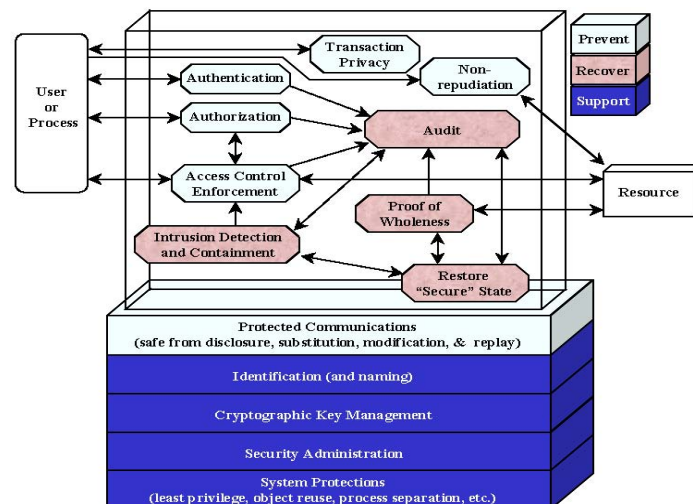 Transaction
Privacy
Prevent
User
or
Process
Authentication
Non-
repudiation
Recover
Support
Authorization
Audit
Access Control
Enforcement
Proof of
Wholeness
Resource
Intrusion Detection
and Containment
Restore
“Secure” State
Protected Communications
(safe from disclosure, substitution, modification, & replay)
Identification (and naming)
Cryptographic Key Management
Security Administration
System Protections
(least privilege, object reuse, process separation, etc.)